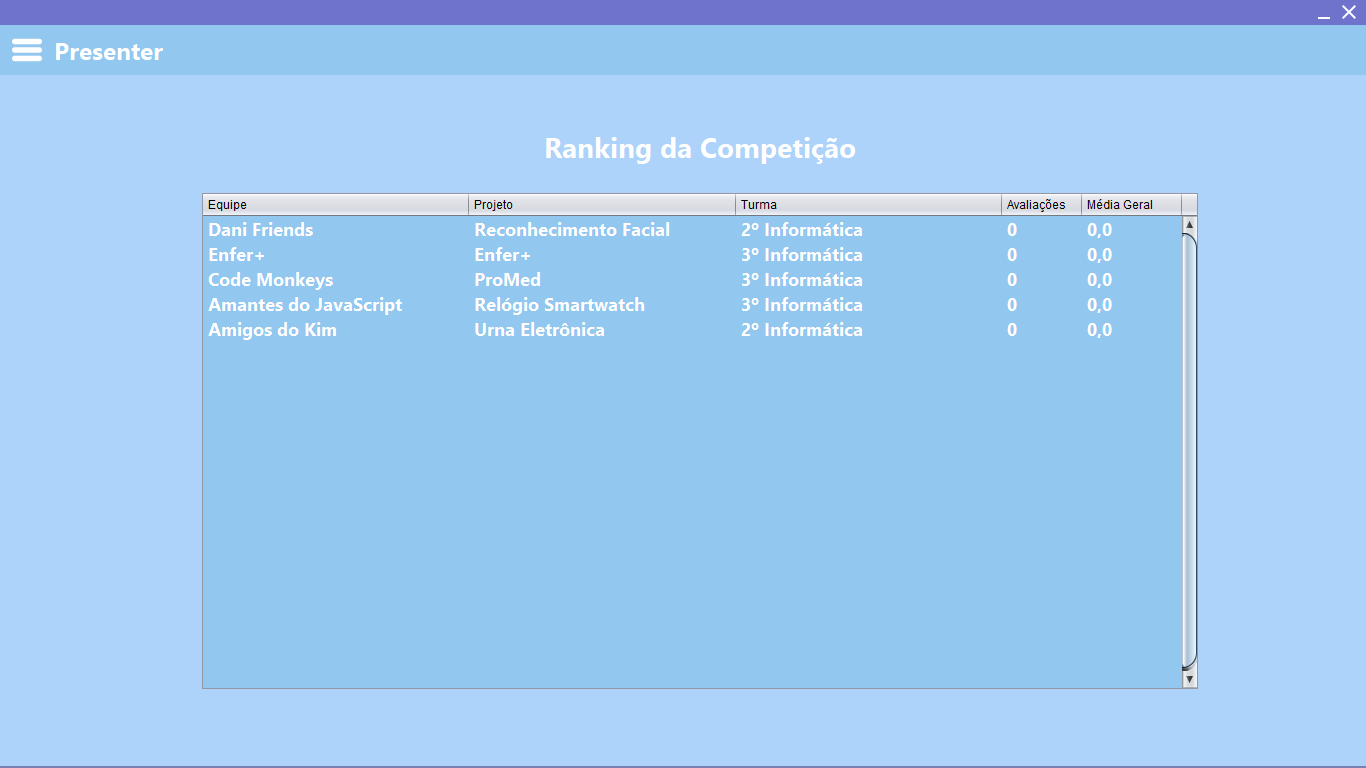 Presenter
Ranking da Competição
Equipe Projeto Turma Avaliações Média Geral
Dani Friends Reconhecimento Facial 2º Informática 0 0,0
Enfer+ Enfer+ 3º Informática 0 0,0
Code Monkeys ProMed 3º Informática 0 0,0
Amantes do JavaScript Relógio Smartwatch 3º Informática 0 0,0
Amigos do Kim Urna Eletrônica 2º Informática 0 0,0